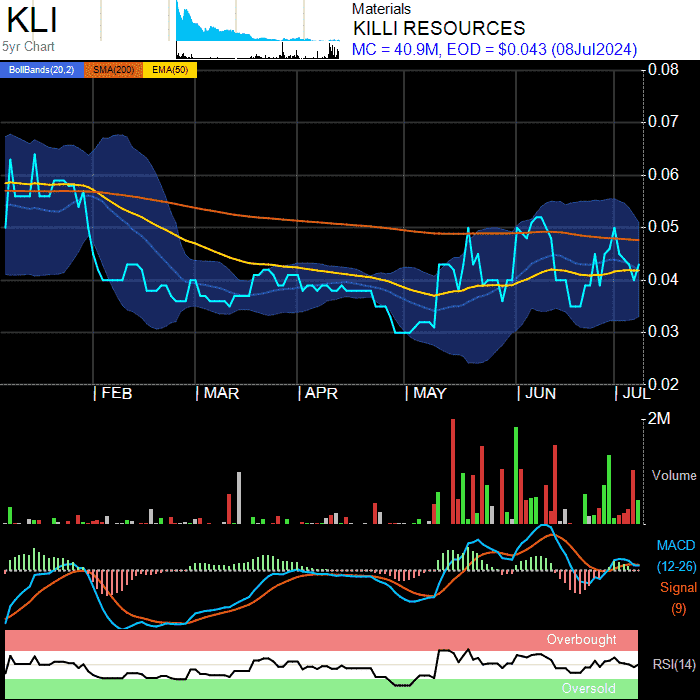 KLI
5yr Chart
Materials
KILLI RESOURCES
MC = 40.9M, EOD = $0.043 (08Jul2024)
BollBands(20,2) SMA(200) EMA(50)
0.08
0.07
0.06
0.05
0.04
0.03
0.02
FEB MAR APR MAY JUN JUL
2M
Volume
MACD
(12-26)
Signal
(9)
Overbought
RSI(14)
Oversold